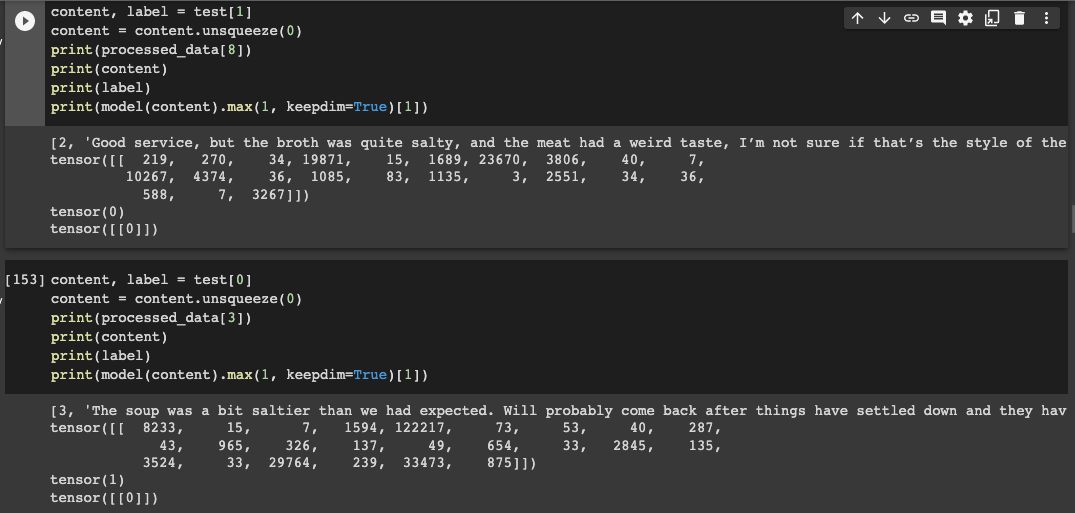 content, label = test[1]
content = content.unsqueeze(0)
print(processed_data[8])
print(content)
print(label)
print(model(content).max(1, keepdim=True)[1])
[2, 'Good service, but the broth was quite salty, and the meat had a weird taste, I’m not sure if that’s the style of the
tensor([[  219,   270,    34, 19871,    15,  1689, 23670,  3806,    40,     7,
         10267,  4374,    36,  1085,    83,  1135,     3,  2551,    34,    36,
           588,     7,  3267]])
tensor(0)
tensor([[0]])
[153] content, label = test[0]
content = content.unsqueeze(0)
print(processed_data[3])
print(content)
print(label)
print(model(content).max(1, keepdim=True)[1])
[3, 'The soup was a bit saltier than we had expected. Will probably come back after things have settled down and they hav
tensor([[  8233,     15,      7,   1594, 122217,     73,     53,     40,    287,
             43,    965,    326,    137,     49,    654,     33,   2845,    135,
           3524,     33,  29764,    239,  33473,    875]])
tensor(1)
tensor([[0]])